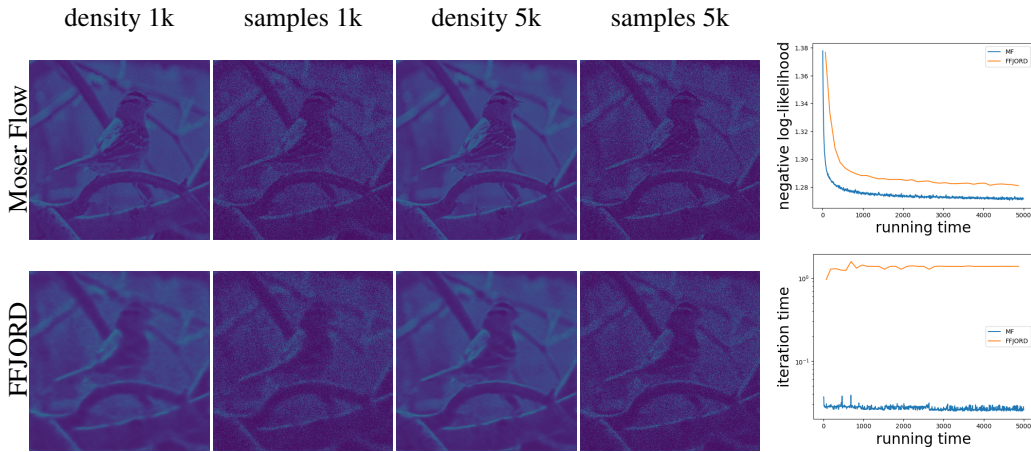 density 1k samples 1k density 5k samples 5k
Moser Flow
FFJORD
negative log-likelihood
1.38
1.36
1.34
1.32
1.30
1.28
MF
FFJORD
0 1000 2000 3000 4000 5000
running time
iteration time
10⁰
10⁻¹
MF
FFJORD
0 1000 2000 3000 4000 5000
running time